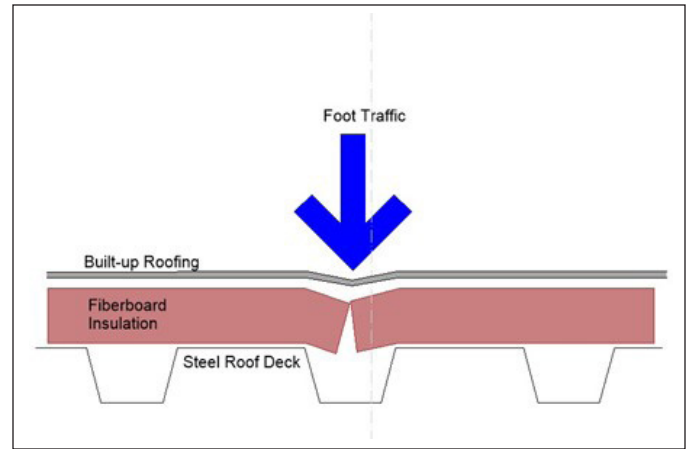 Foot Traffic
Built-up Roofing
Fiberboard
Insulation
Steel Roof Deck